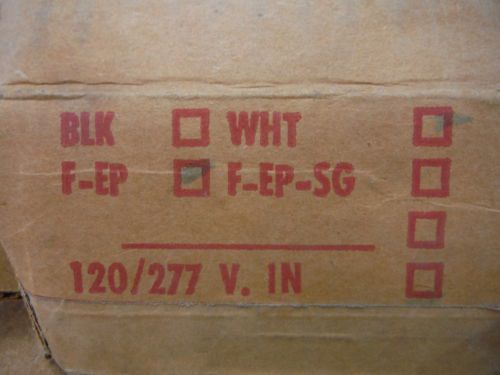 BLK □ WHT □
F-EP □ F-EP-SG □
□
120/277 V. IN □